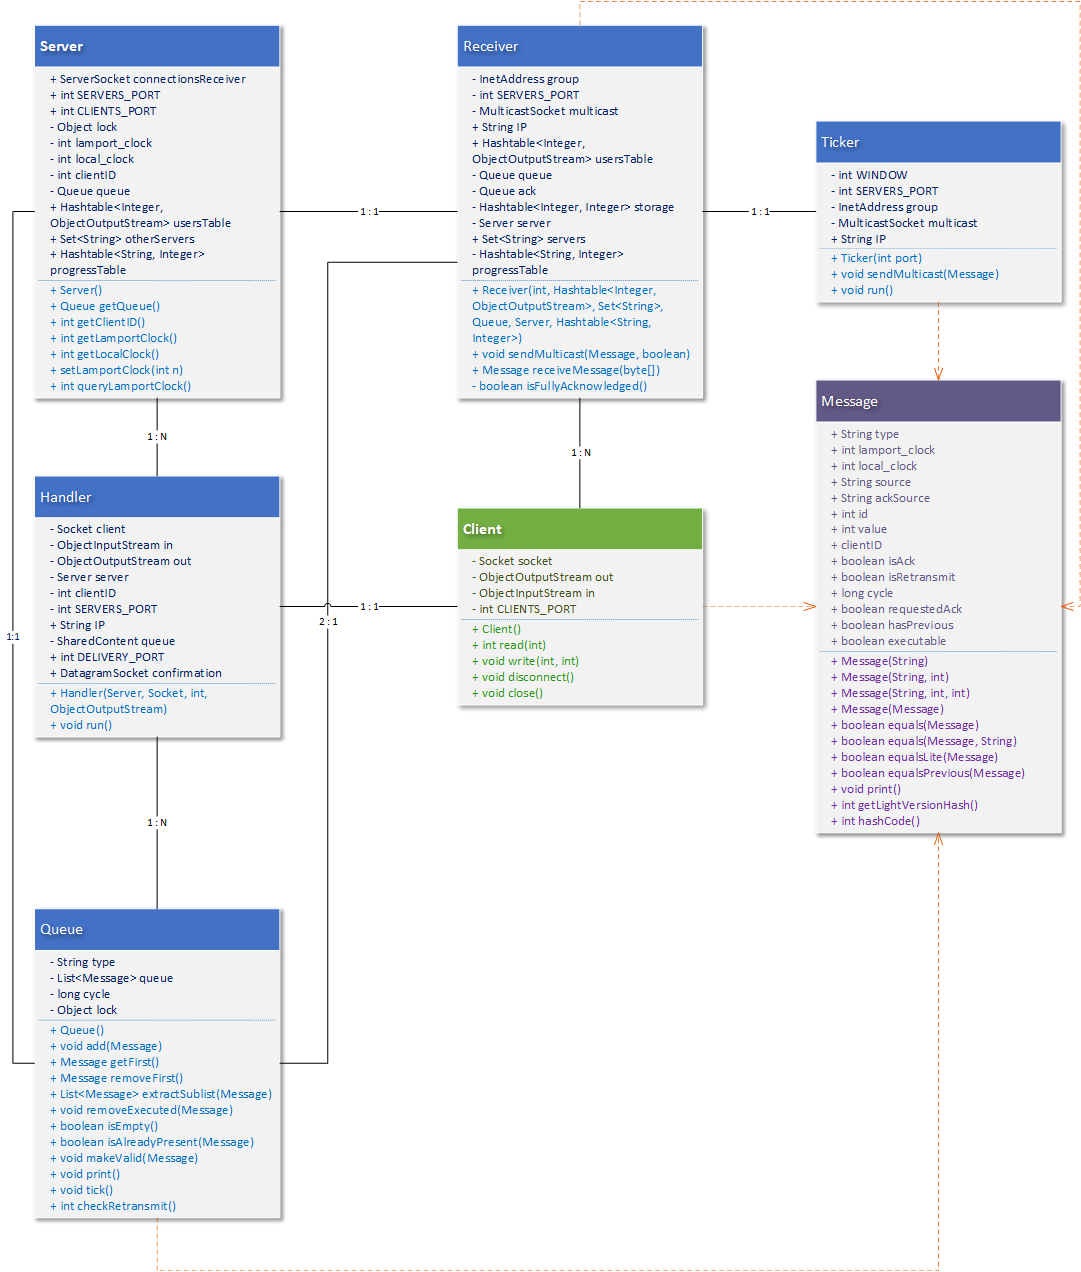 Server
+ ServerSocket connectionsReceiver
+ int SERVERS_PORT
+ int CLIENTS_PORT
- Object lock
- int lamport_clock
- int local_clock
- int clientID
- Queue queue
+ Hashtable<Integer,
ObjectOutputStream> usersTable
+ Set<String> otherServers
+ Hashtable<String, Integer>
progressTable
+ Server()
+ Queue getQueue()
+ int getClientID()
+ int getLamportClock()
+ int getLocalClock()
+ setLamportClock(int n)
+ int queryLamportClock()
1 : 1
Receiver
- InetAddress group
- int SERVERS_PORT
- MulticastSocket multicast
+ String IP
+ Hashtable<Integer,
ObjectOutputStream> usersTable
- Queue queue
- Queue ack
- Hashtable<Integer, Integer> storage
- Server server
+ Set<String> servers
- Hashtable<String, Integer>
progressTable
+ Receiver(int, Hashtable<Integer,
ObjectOutputStream>, Set<String>,
Queue, Server, Hashtable<String,
Integer>)
+ void sendMulticast(Message, boolean)
+ Message receiveMessage(byte[])
- boolean isFullyAcknowledged()
1 : 1
Ticker
- int WINDOW
- int SERVERS_PORT
- InetAddress group
- MulticastSocket multicast
+ String IP
+ Ticker(int port)
+ void sendMulticast(Message)
+ void run()
1 : N
1 : N
Message
+ String type
+ int lamport_clock
+ int local_clock
+ String source
+ String ackSource
+ int id
+ int value
+ clientID
+ boolean isAck
+ boolean isRetransmit
+ long cycle
+ boolean requestedAck
+ boolean hasPrevious
+ boolean executable
+ Message(String)
+ Message(String, int)
+ Message(String, int, int)
+ Message(Message)
+ boolean equals(Message)
+ boolean equals(Message, String)
+ boolean equalsLite(Message)
+ boolean equalsPrevious(Message)
+ void print()
+ int getLightVersionHash()
+ int hashCode()
Handler
- Socket client
- ObjectInputStream in
- ObjectOutputStream out
- Server server
- int clientID
- int SERVERS_PORT
+ String IP
- SharedContent queue
+ int DELIVERY_PORT
+ DatagramSocket confirmation
+ Handler(Server, Socket, int,
ObjectOutputStream)
+ void run()
1 : 1
2 : 1
1:1
Client
- Socket socket
- ObjectOutputStream out
- ObjectInputStream in
- int CLIENTS_PORT
+ Client()
+ int read(int)
+ void write(int, int)
+ void disconnect()
+ void close()
1 : N
Queue
- String type
- List<Message> queue
- long cycle
- Object lock
+ Queue()
+ void add(Message)
+ Message getFirst()
+ Message removeFirst()
+ List<Message> extractSublist(Message)
+ void removeExecuted(Message)
+ boolean isEmpty()
+ boolean isAlreadyPresent(Message)
+ void makeValid(Message)
+ void print()
+ void tick()
+ int checkRetransmit()